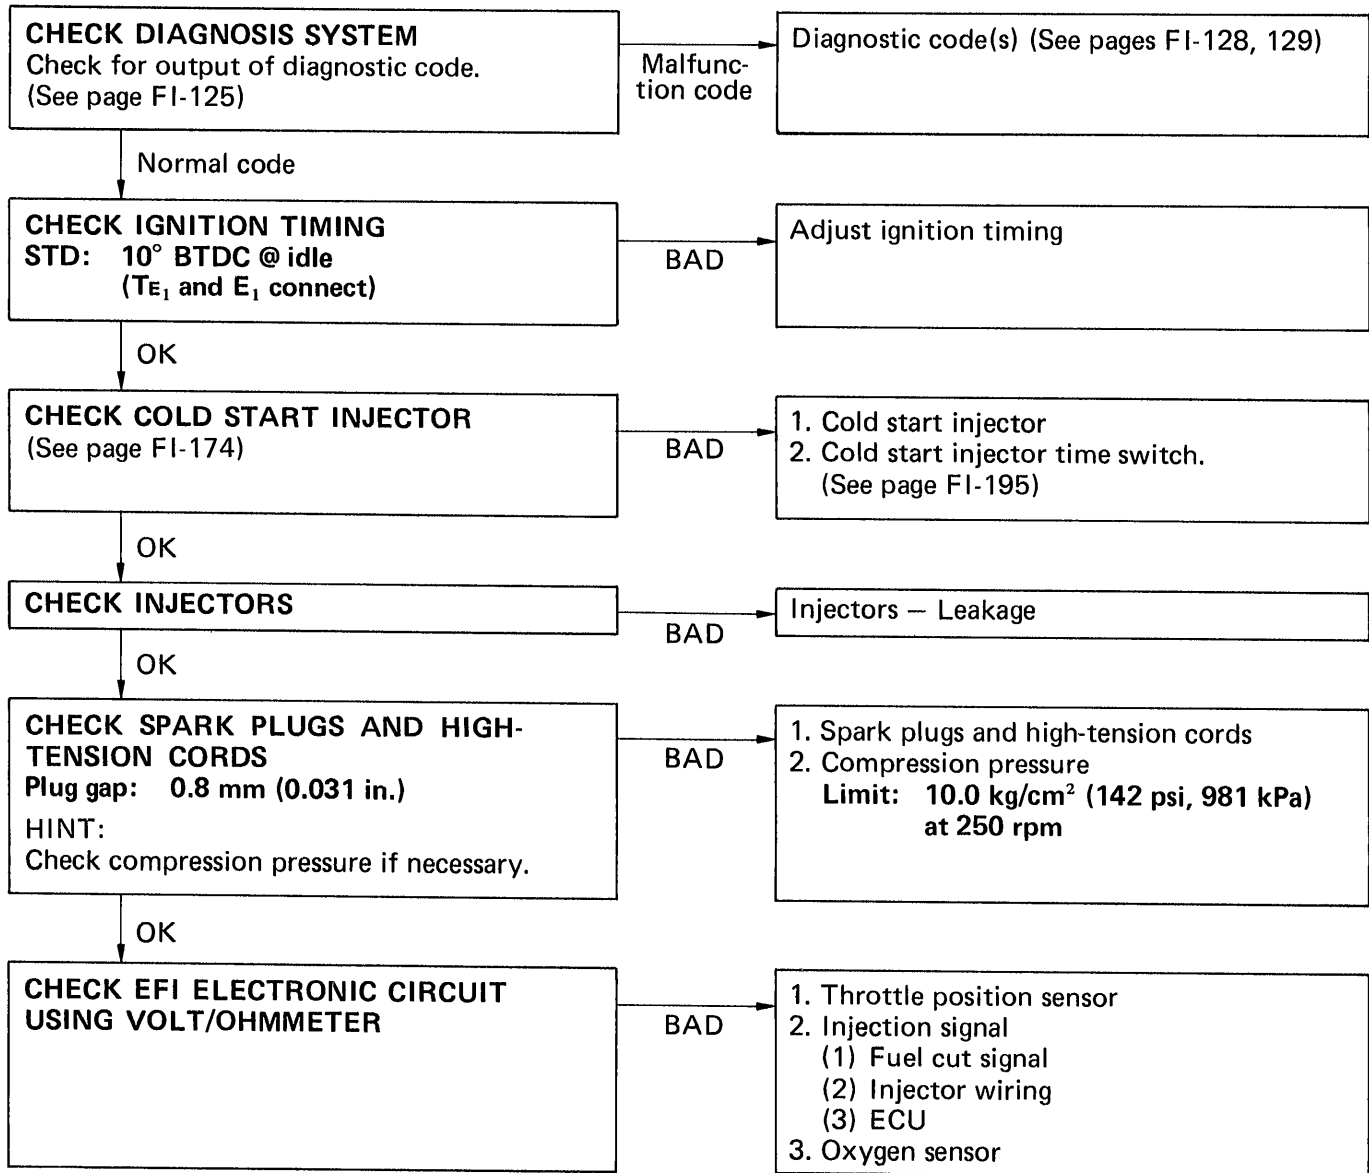 CHECK DIAGNOSIS SYSTEM
Check for output of diagnostic code.
(See page FI-125)
Malfunc-
tion code
Diagnostic code(s) (See pages FI-128, 129)
Normal code
CHECK IGNITION TIMING
STD: 10° BTDC @ idle
(TE₁ and E₁ connect)
BAD
Adjust ignition timing
OK
CHECK COLD START INJECTOR
(See page FI-174)
BAD
1. Cold start injector
2. Cold start injector time switch.
(See page FI-195)
OK
CHECK INJECTORS
BAD
Injectors — Leakage
OK
CHECK SPARK PLUGS AND HIGH-
TENSION CORDS
Plug gap: 0.8 mm (0.031 in.)
HINT:
Check compression pressure if necessary.
BAD
1. Spark plugs and high-tension cords
2. Compression pressure
Limit: 10.0 kg/cm² (142 psi, 981 kPa)
at 250 rpm
OK
CHECK EFI ELECTRONIC CIRCUIT
USING VOLT/OHMMETER
BAD
1. Throttle position sensor
2. Injection signal
(1) Fuel cut signal
(2) Injector wiring
(3) ECU
3. Oxygen sensor